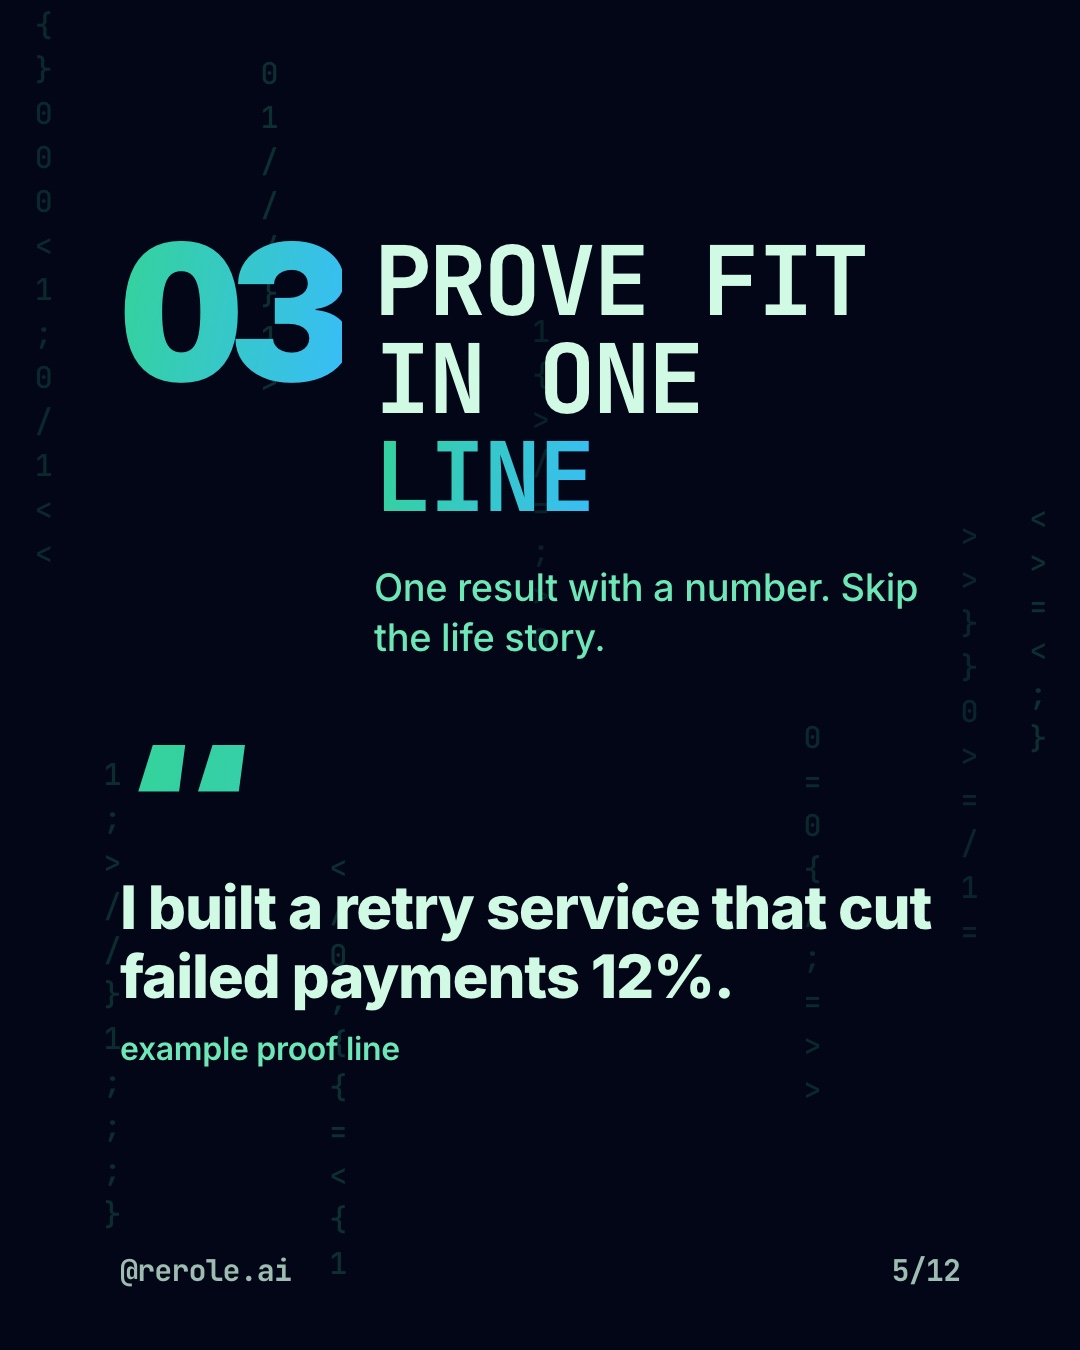 03
PROVE FIT
IN ONE
LINE
One result with a number. Skip
the life story.
“
I built a retry service that cut
failed payments 12%.
example proof line
@rerole.ai
5/12